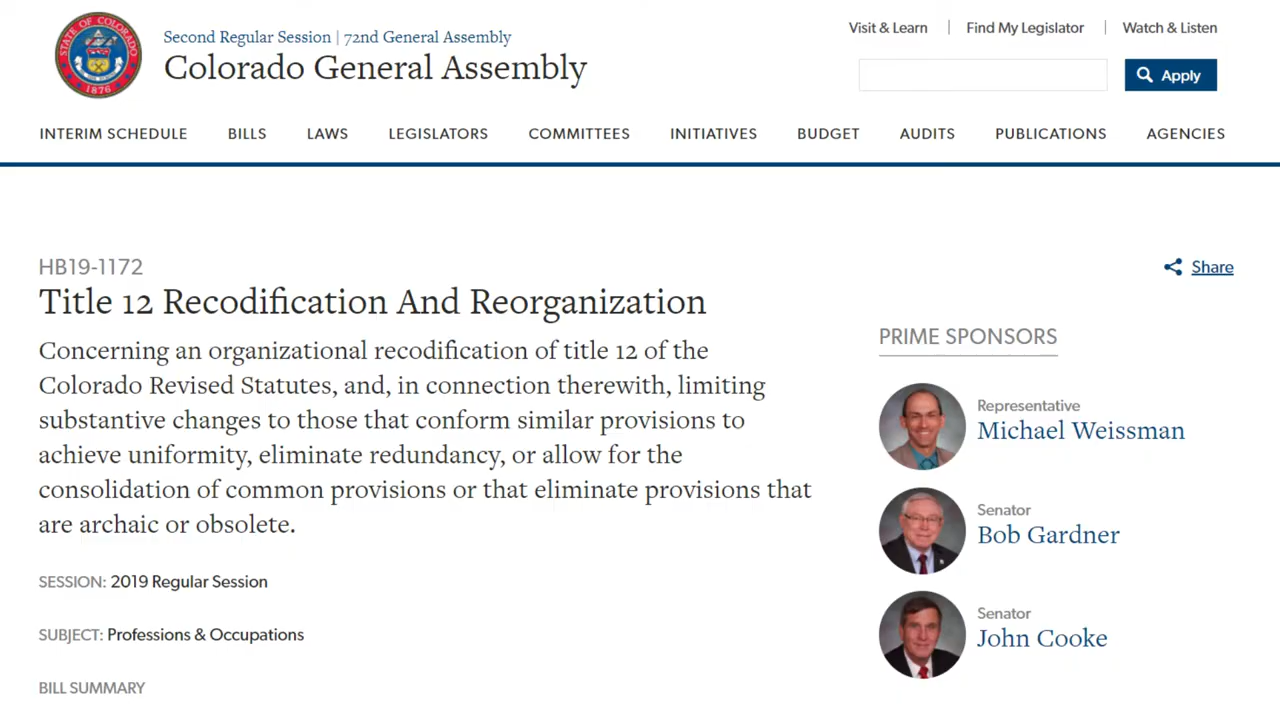 Second Regular Session | 72nd General Assembly
Colorado General Assembly
Visit & Learn | Find My Legislator | Watch & Listen
Apply
INTERIM SCHEDULE BILLS LAWS LEGISLATORS COMMITTEES INITIATIVES BUDGET AUDITS PUBLICATIONS AGENCIES
STATE OF COLORADO
1876
HB19-1172
Share
Title 12 Recodification And Reorganization
Concerning an organizational recodification of title 12 of the
Colorado Revised Statutes, and, in connection therewith, limiting
substantive changes to those that conform similar provisions to
achieve uniformity, eliminate redundancy, or allow for the
consolidation of common provisions or that eliminate provisions that
are archaic or obsolete.
SESSION: 2019 Regular Session
SUBJECT: Professions & Occupations
BILL SUMMARY
PRIME SPONSORS
Representative
Michael Weissman
Senator
Bob Gardner
Senator
John Cooke